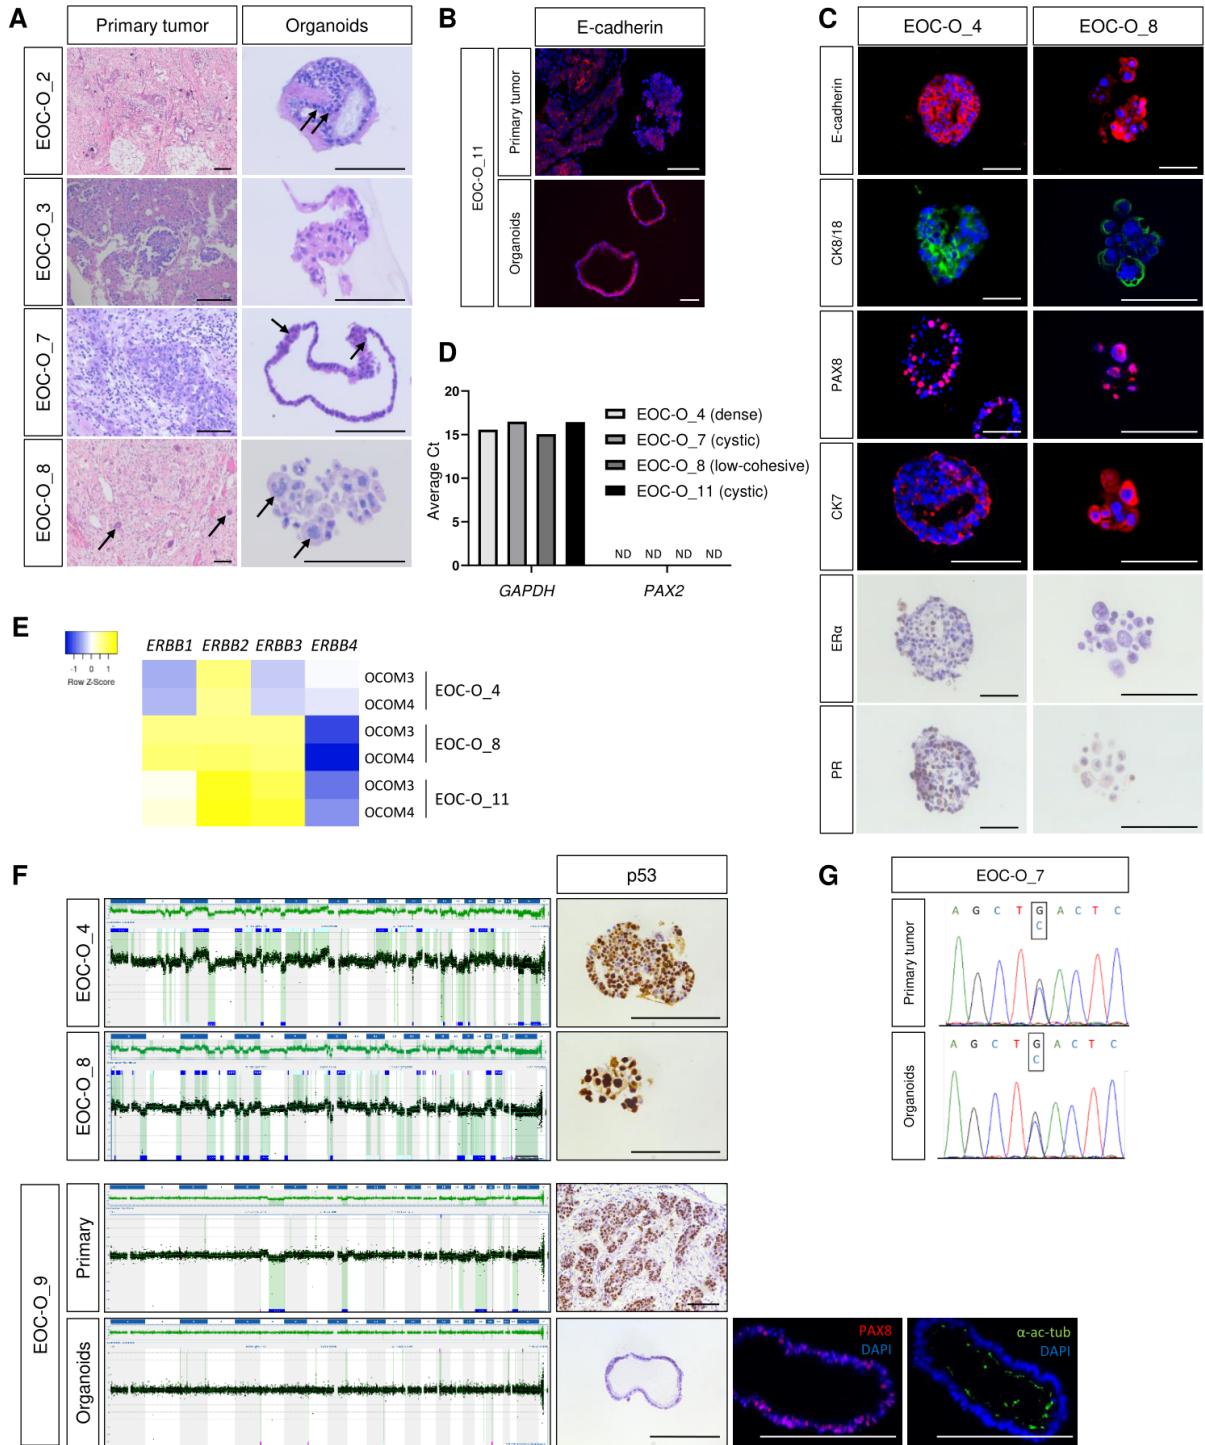 A
Primary tumor
Organoids
EOC-O_2
EOC-O_3
EOC-O_7
EOC-O_8
B
E-cadherin
EOC-O_11
Primary tumor
Organoids
C
EOC-O_4
EOC-O_8
E-cadherin
CK8/18
PAX8
CK7
ERα
PR
D
Average Ct
20
15
10
5
0
EOC-O_4 (dense)
EOC-O_7 (cystic)
EOC-O_8 (low-cohesive)
EOC-O_11 (cystic)
ND ND ND ND
GAPDH
PAX2
E
-1 0 1
Row Z-Score
ERBB1 ERBB2 ERBB3 ERBB4
OCOM3
OCOM4
EOC-O_4
OCOM3
OCOM4
EOC-O_8
OCOM3
OCOM4
EOC-O_11
F
p53
EOC-O_4
EOC-O_8
EOC-O_9
Primary
Organoids
PAX8
DAPI
α-ac-tub
DAPI
G
EOC-O_7
Primary tumor
A G C T G A C T C
C
Organoids
A G C T G A C T C
C